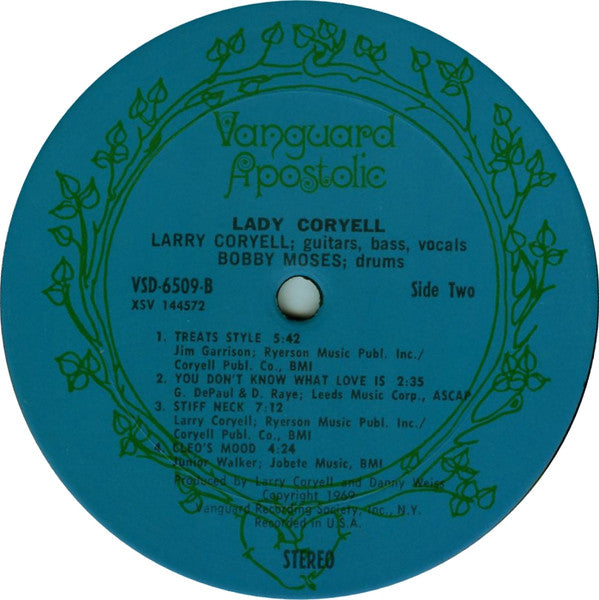 Vanguard
Apostolic
LADY CORYELL
LARRY CORYELL; guitars, bass, vocals
BOBBY MOSES; drums
VSD-6509-B Side Two
XSV 144572
1. TREATS STYLE 5:42
Jim Garrison; Ryerson Music Publ. Inc./
Coryell Publ. Co., BMI
2. YOU DON'T KNOW WHAT LOVE IS 2:35
G. DePaul & D. Raye; Leeds Music Corp., ASCAP
3. STIFF NECK 7:12
Larry Coryell; Ryerson Music Publ. Inc./
Coryell Publ. Co., BMI
4. CLEO'S MOOD 4:24
Junior Walker; Jobete Music, BMI
Produced by Larry Coryell and Danny Weiss
Copyright 1969
Vanguard Recording Society, Inc., N.Y.
Recorded in U.S.A.
STEREO